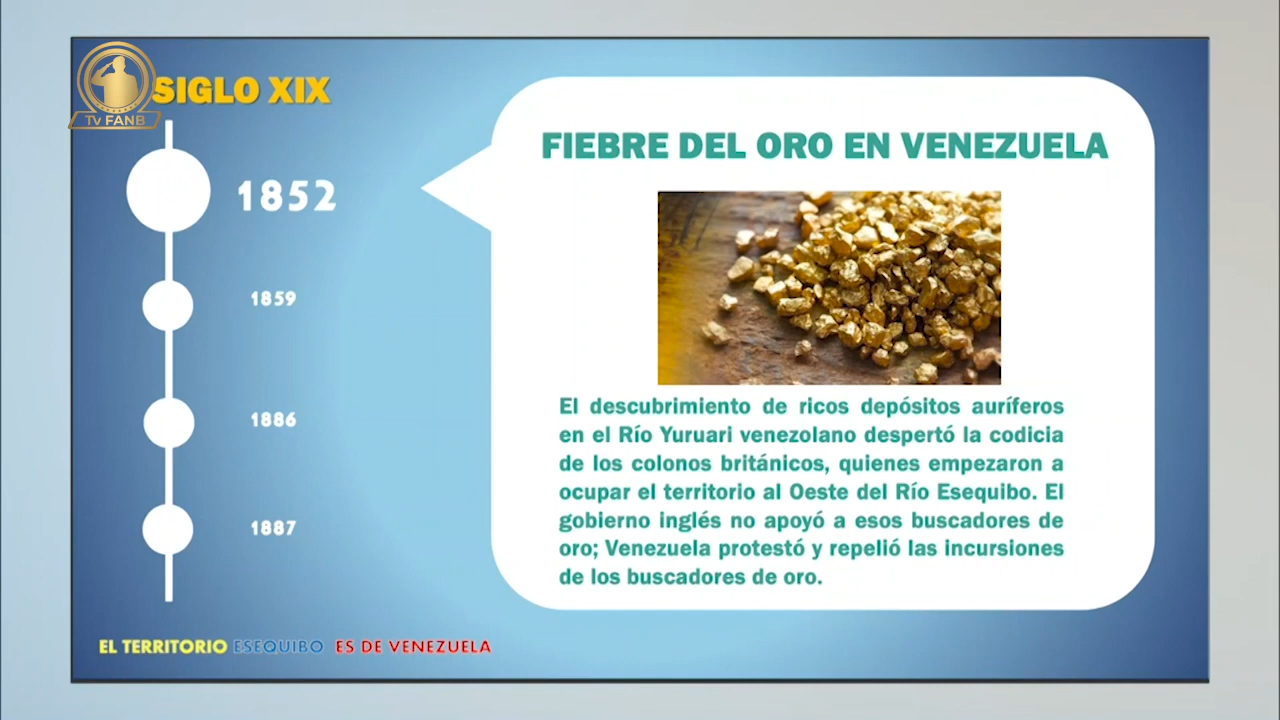 SIGLO XIX
Tv FANB
1852
1859
1886
1887
FIEBRE DEL ORO EN VENEZUELA
El descubrimiento de ricos depósitos auríferos
en el Río Yuruari venezolano despertó la codicia
de los colonos británicos, quienes empezaron a
ocupar el territorio al Oeste del Río Esequibo. El
gobierno inglés no apoyó a esos buscadores de
oro; Venezuela protestó y repelió las incursiones
de los buscadores de oro.
EL TERRITORIO ESEQUIBO ES DE VENEZUELA